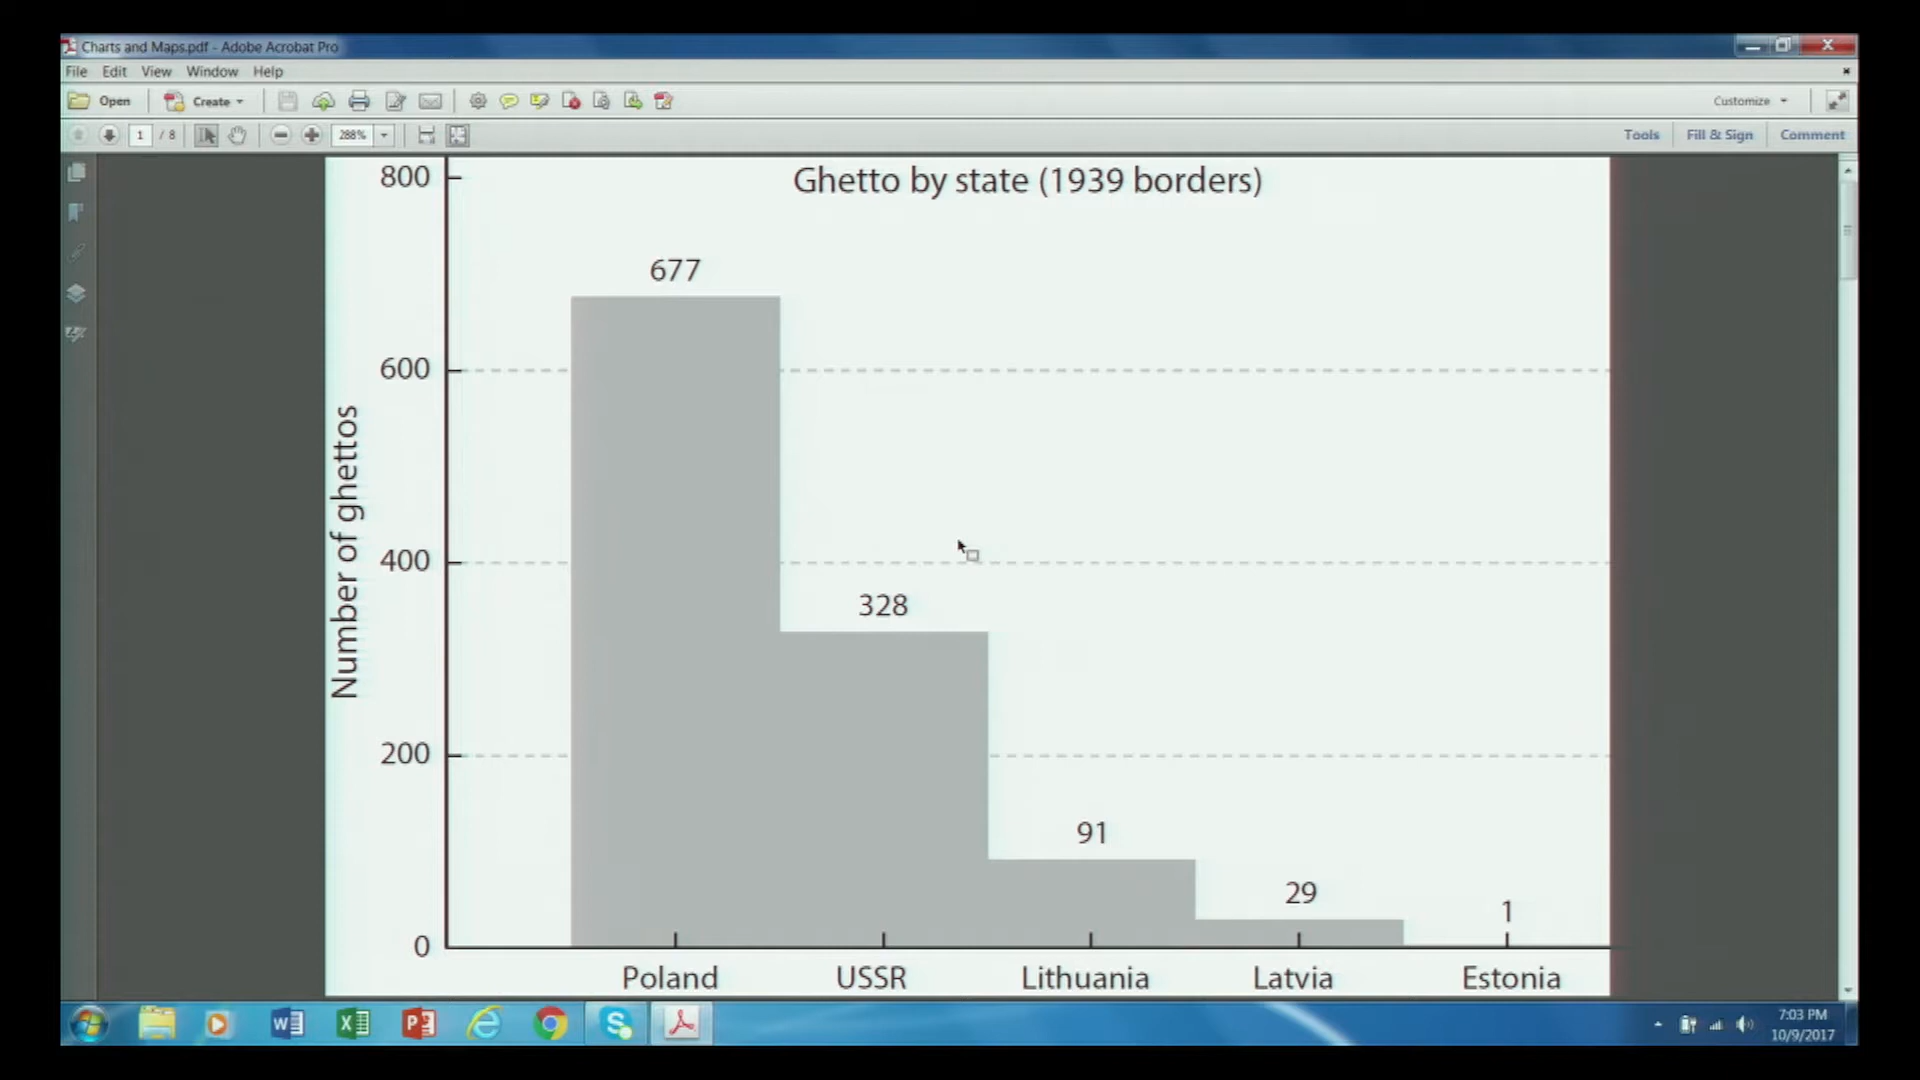 Charts and Maps.pdf - Adobe Acrobat Pro
File Edit View Window Help
Open Create Customize
1 / 8 288% Tools Fill & Sign Comment
Ghetto by state (1939 borders)
Number of ghettos
800
600
400
200
0
677
328
91
29
1
Poland USSR Lithuania Latvia Estonia
7:03 PM
10/9/2017